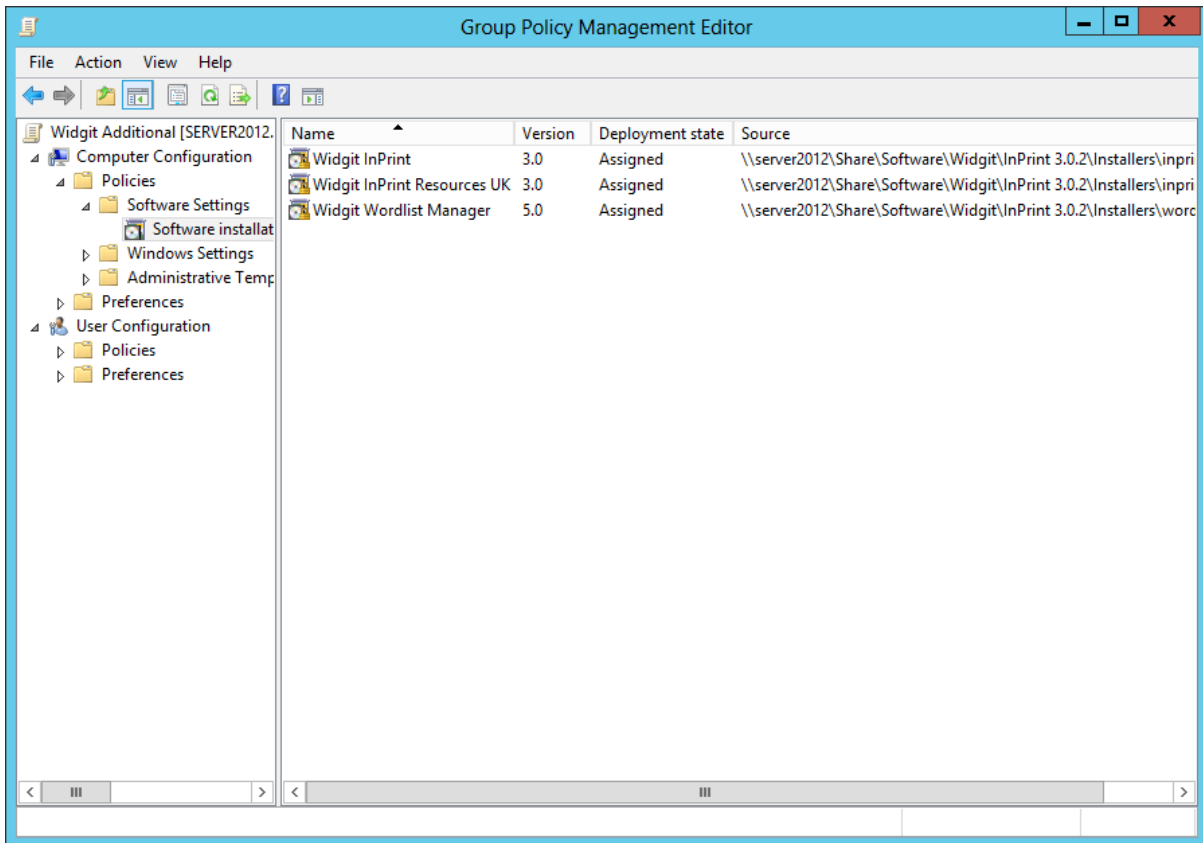 Group Policy Management Editor
File Action View Help
Widgit Additional [SERVER2012.
Computer Configuration
Policies
Software Settings
Software installat
Windows Settings
Administrative Temp
Preferences
User Configuration
Policies
Preferences
Name Version Deployment state Source
Widgit InPrint 3.0 Assigned \\server2012\Share\Software\Widgit\InPrint 3.0.2\Installers\inpri
Widgit InPrint Resources UK 3.0 Assigned \\server2012\Share\Software\Widgit\InPrint 3.0.2\Installers\inpri
Widgit Wordlist Manager 5.0 Assigned \\server2012\Share\Software\Widgit\InPrint 3.0.2\Installers\word